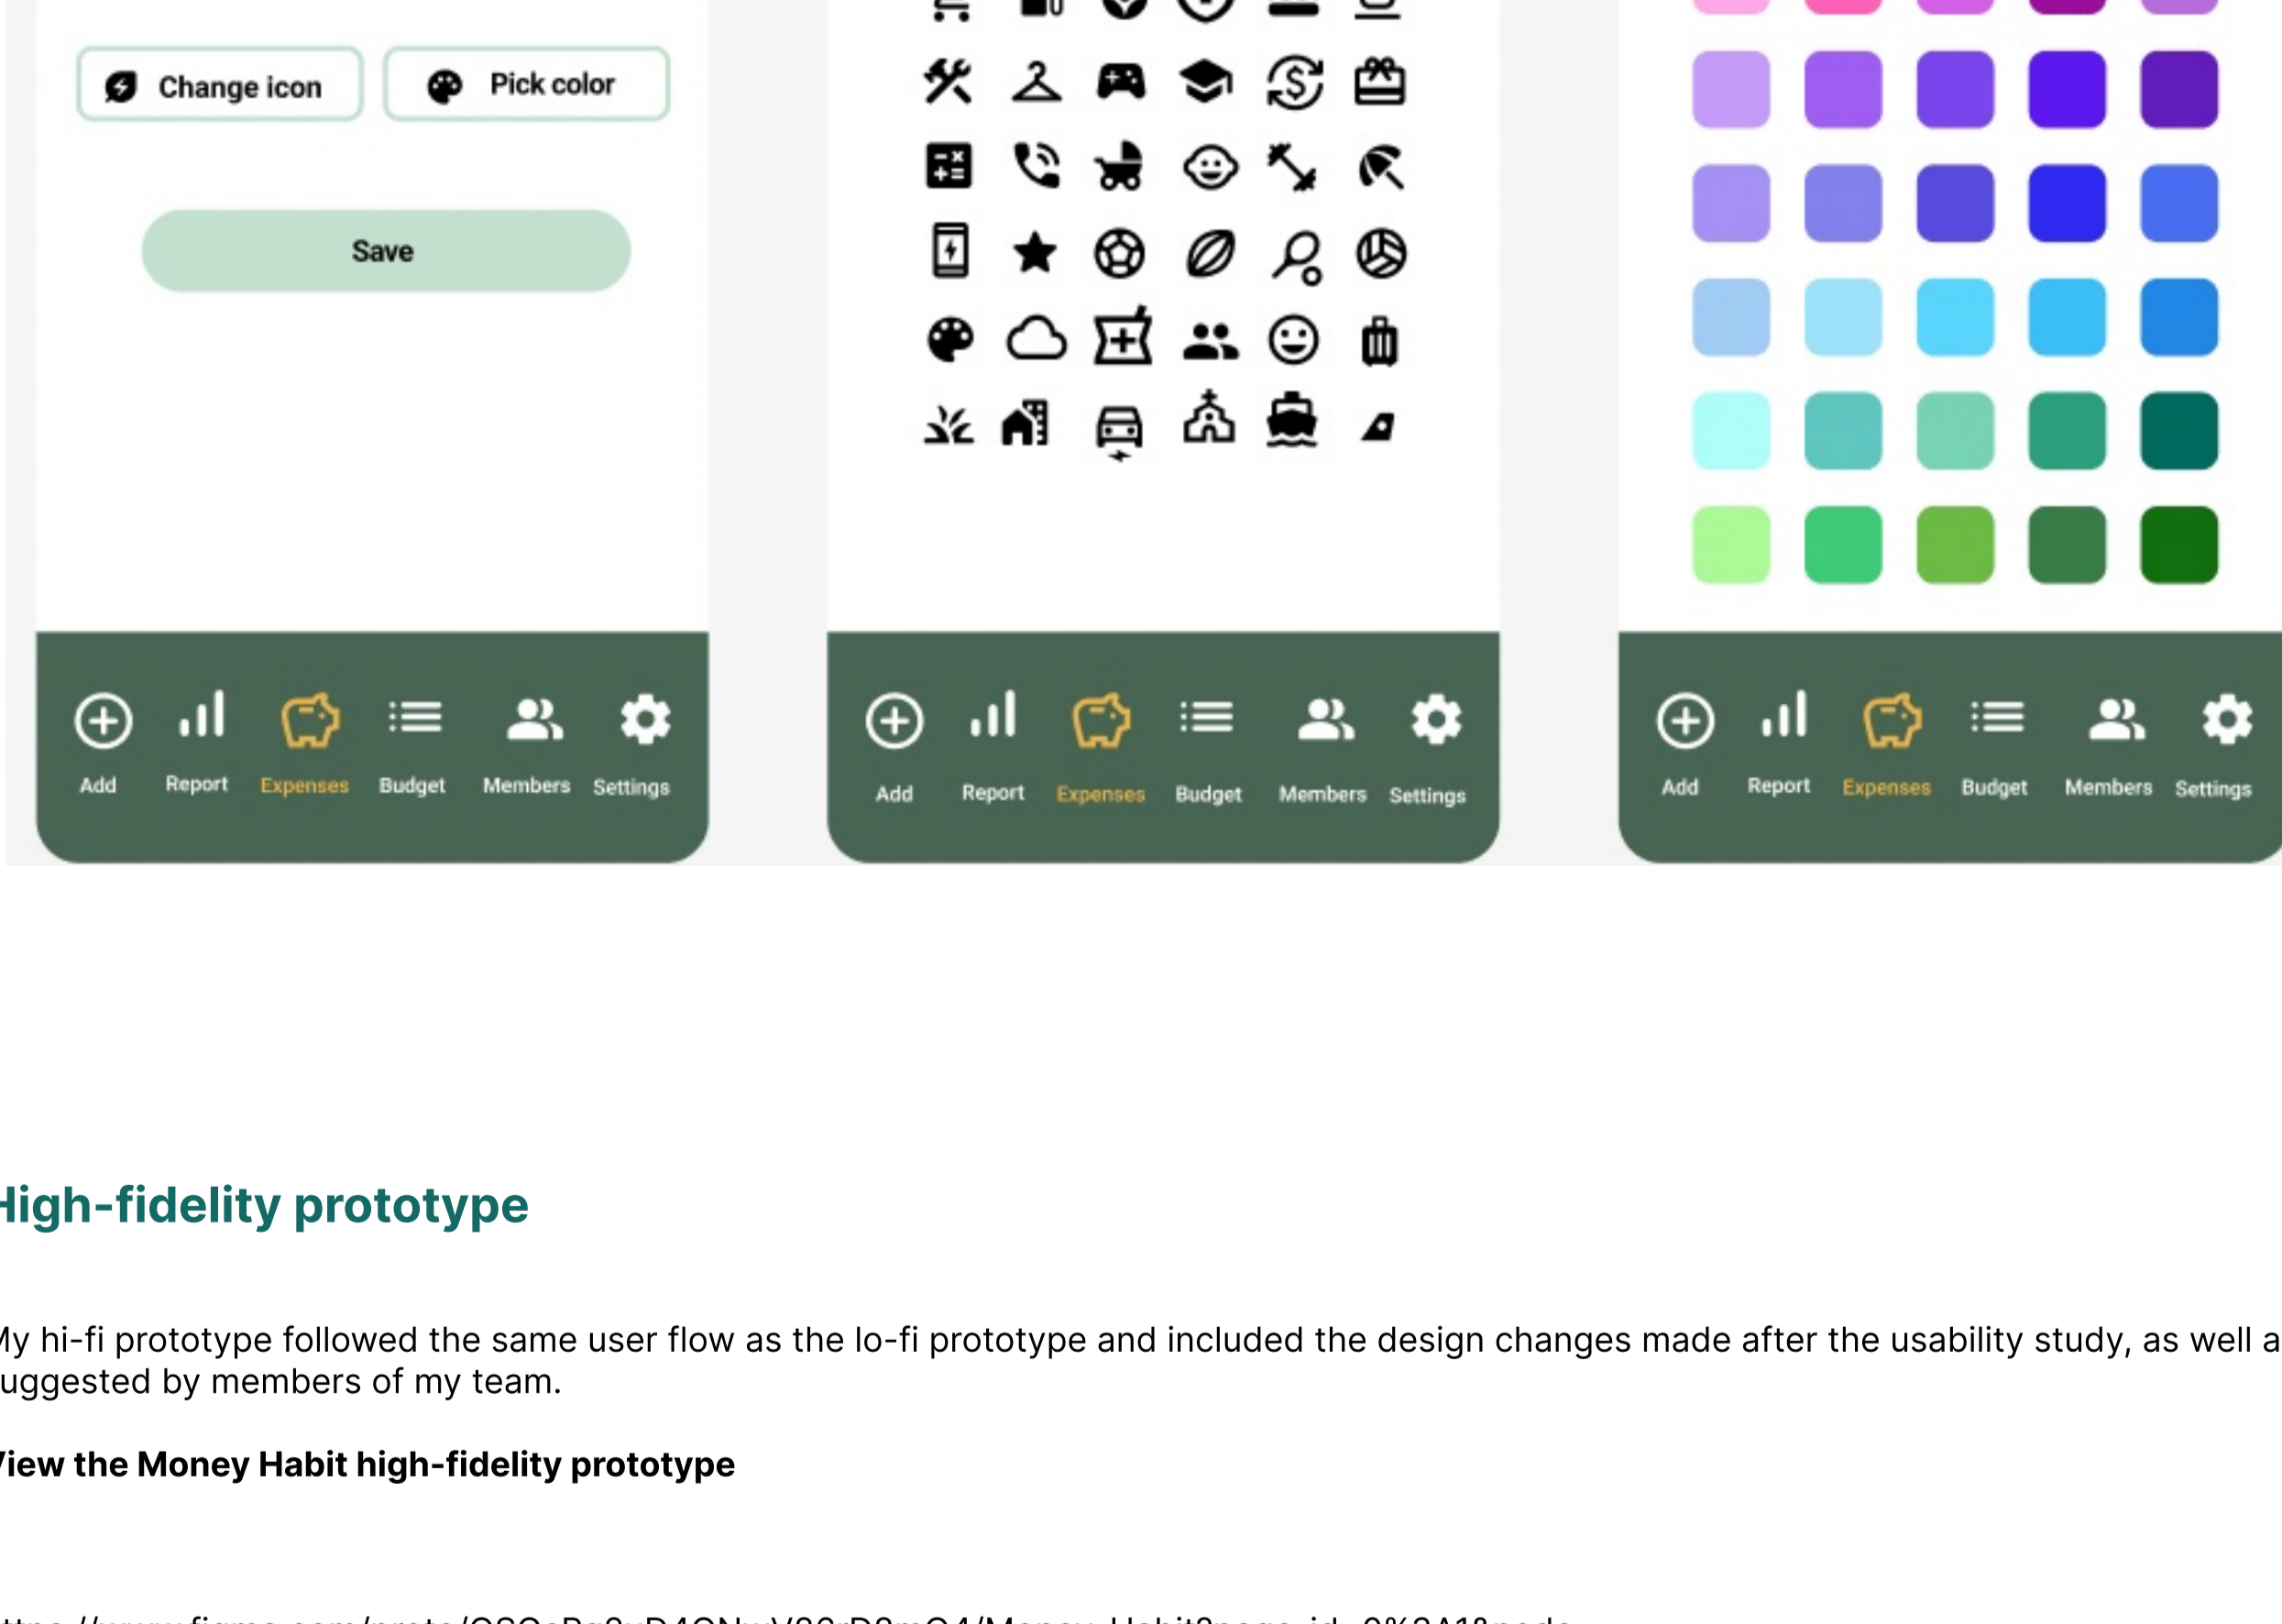 Change icon
Pick color
Save
Add Report Expenses Budget Members Settings
Add Report Expenses Budget Members Settings
Add Report Expenses Budget Members Settings
High-fidelity prototype
My hi-fi prototype followed the same user flow as the lo-fi prototype and included the design changes made after the usability study, as well a
uggested by members of my team.
View the Money Habit high-fidelity prototype